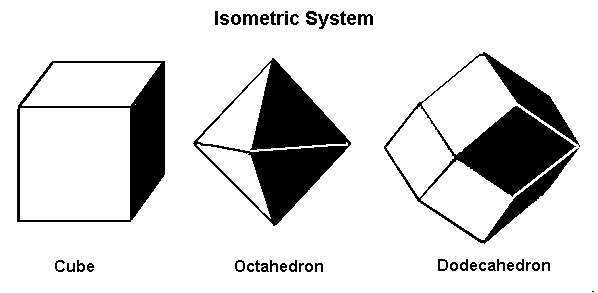 Isometric System
Cube
Octahedron
Dodecahedron